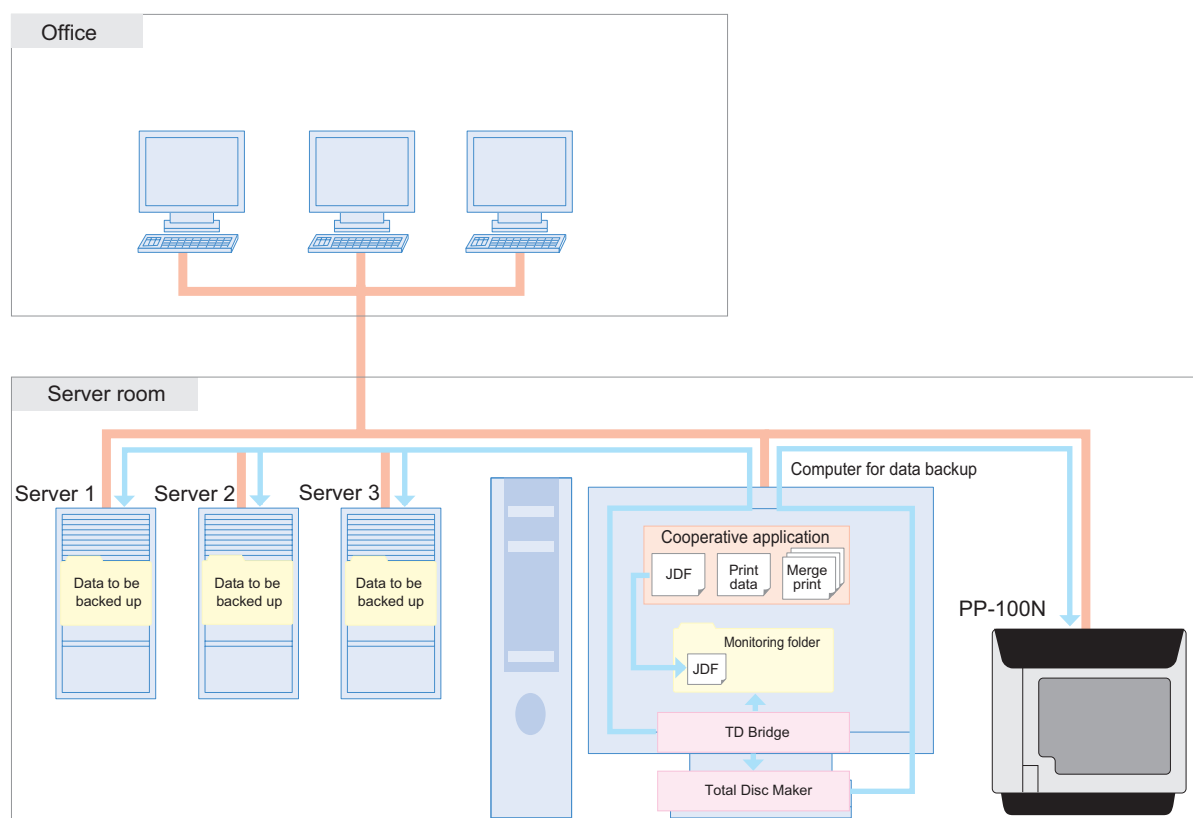 Office
Server room
Computer for data backup
Server 1
Server 2
Server 3
Cooperative application
JDF
Print
data
Merge
print
Data to be
backed up
Data to be
backed up
Data to be
backed up
PP-100N
Monitoring folder
JDF
TD Bridge
Total Disc Maker